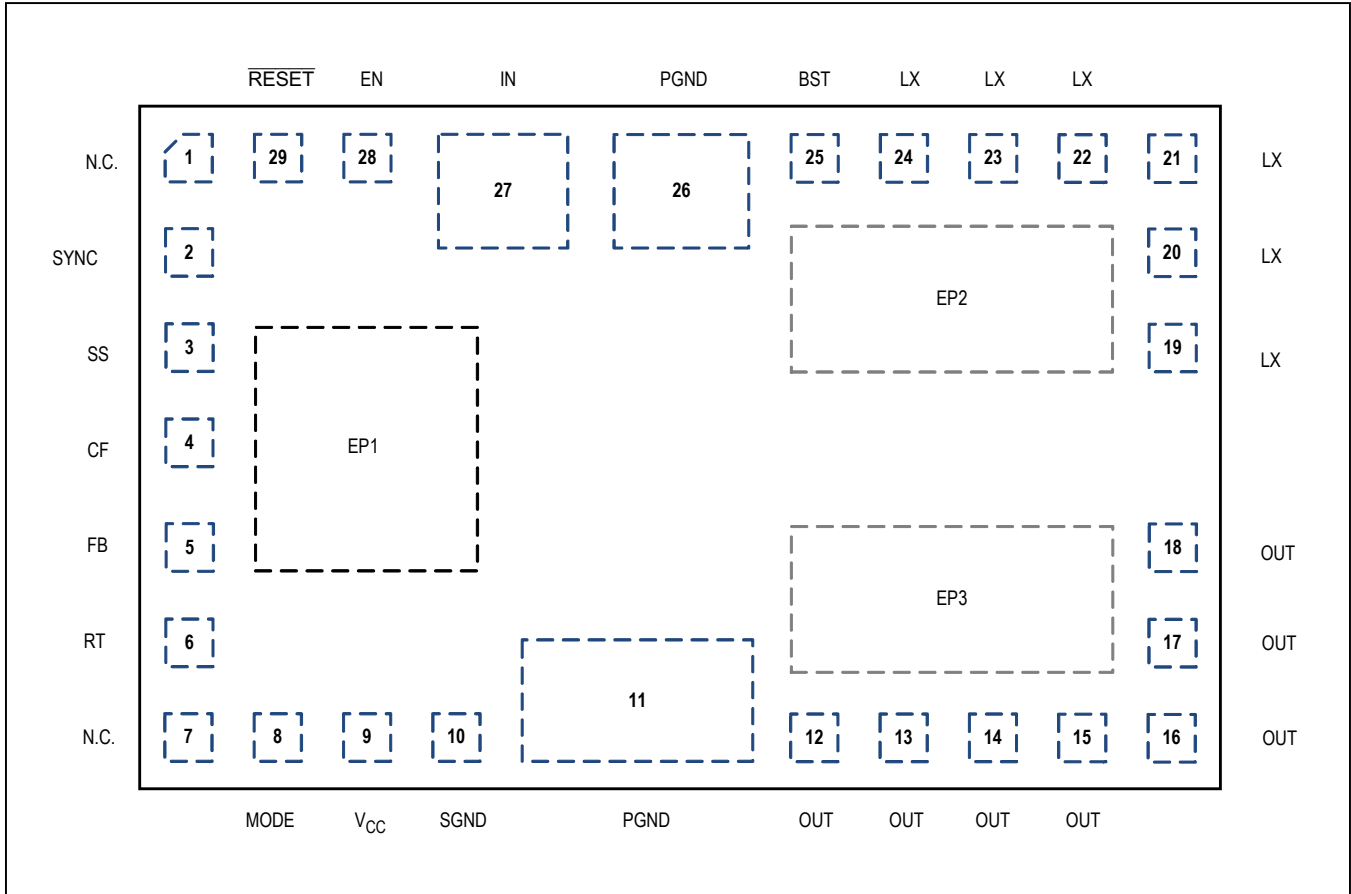 RESET EN IN PGND BST LX LX LX
N.C. 1 29 28 27 26 25 24 23 22 21 LX
SYNC 2 20 LX
EP2
SS 3 19 LX
CF 4 EP1
FB 5 18 OUT
EP3
RT 6 17 OUT
11
N.C. 7 8 9 10 12 13 14 15 16 OUT
MODE VCC SGND PGND OUT OUT OUT OUT